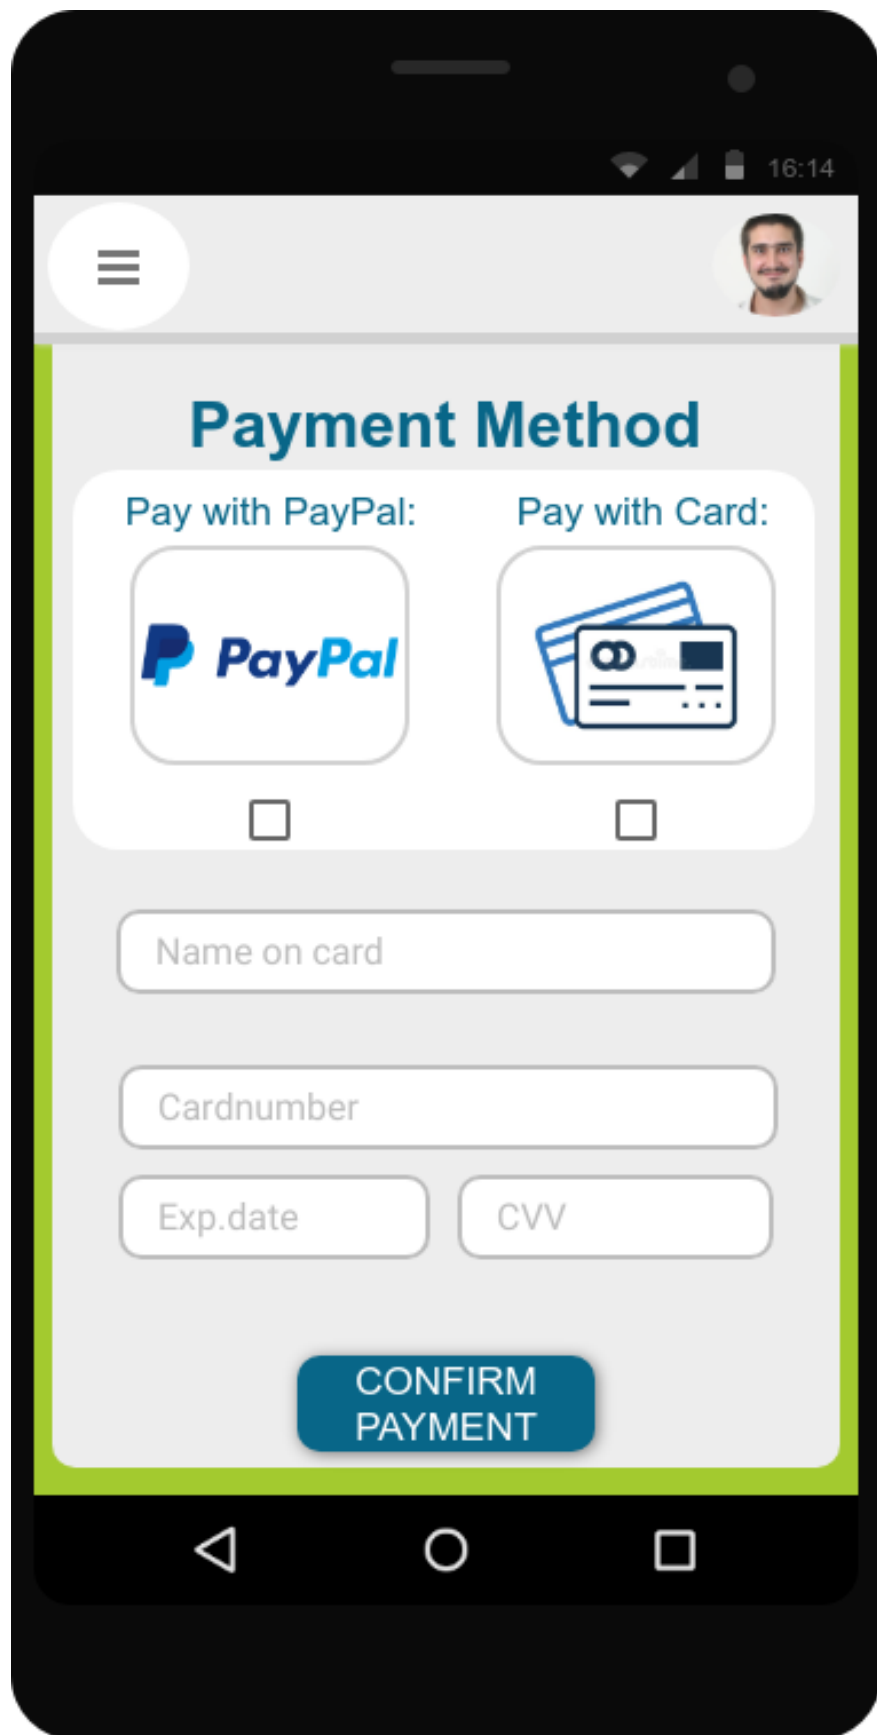 16:14
Payment Method
Pay with PayPal:
Pay with Card:
PayPal
Name on card
Cardnumber
Exp.date
CVV
CONFIRM
PAYMENT